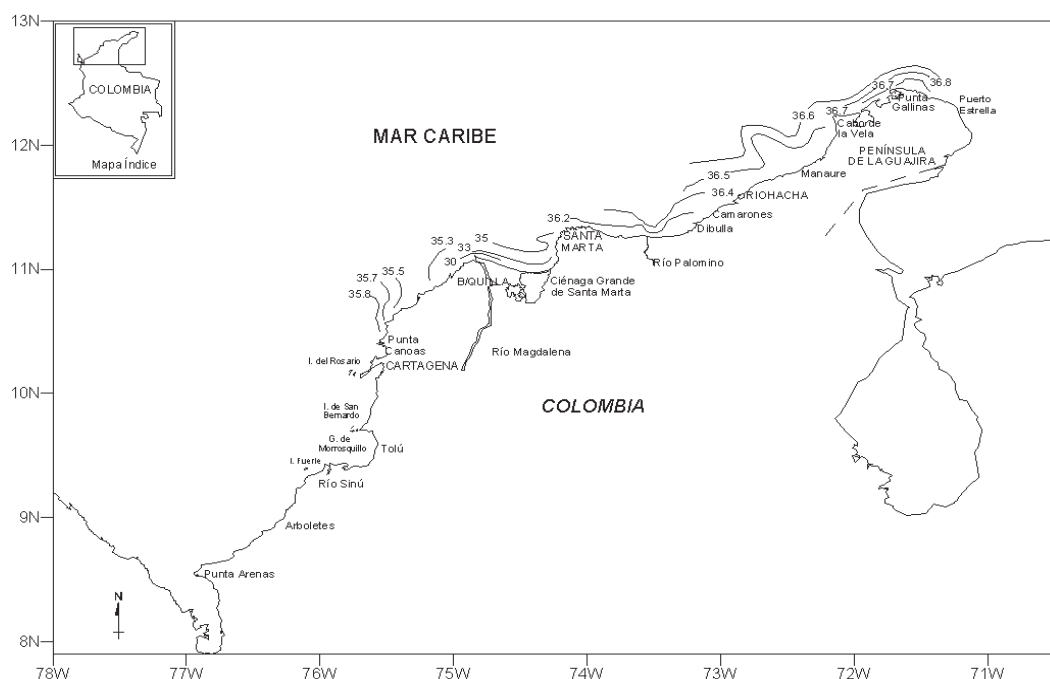 13N
12N
11N
10N
9N
8N
78W
77W
76W
75W
74W
73W
72W
71W
COLOMBIA
Mapa Índice
MAR CARIBE
36.8
36.7
36.7
36.6
36.5
36.4
36.2
35.3
35
33
30
35.7
35.5
35.8
Punta
Gallinas
Puerto
Estrella
Cabo de
la Vela
PENÍNSULA
DE LA GUAJIRA
Manaure
RIOHACHA
Camarones
Dibulla
SANTA
MARTA
Río Palomino
B/QUILLA
Ciénaga Grande
de Santa Marta
Punta
Canoas
Río Magdalena
I. del Rosario
CARTAGENA
COLOMBIA
I. de San
Bernardo
G. de
Morrosquillo
Tolú
I. Fuerte
Río Sinú
Arboletes
Punta Arenas
N